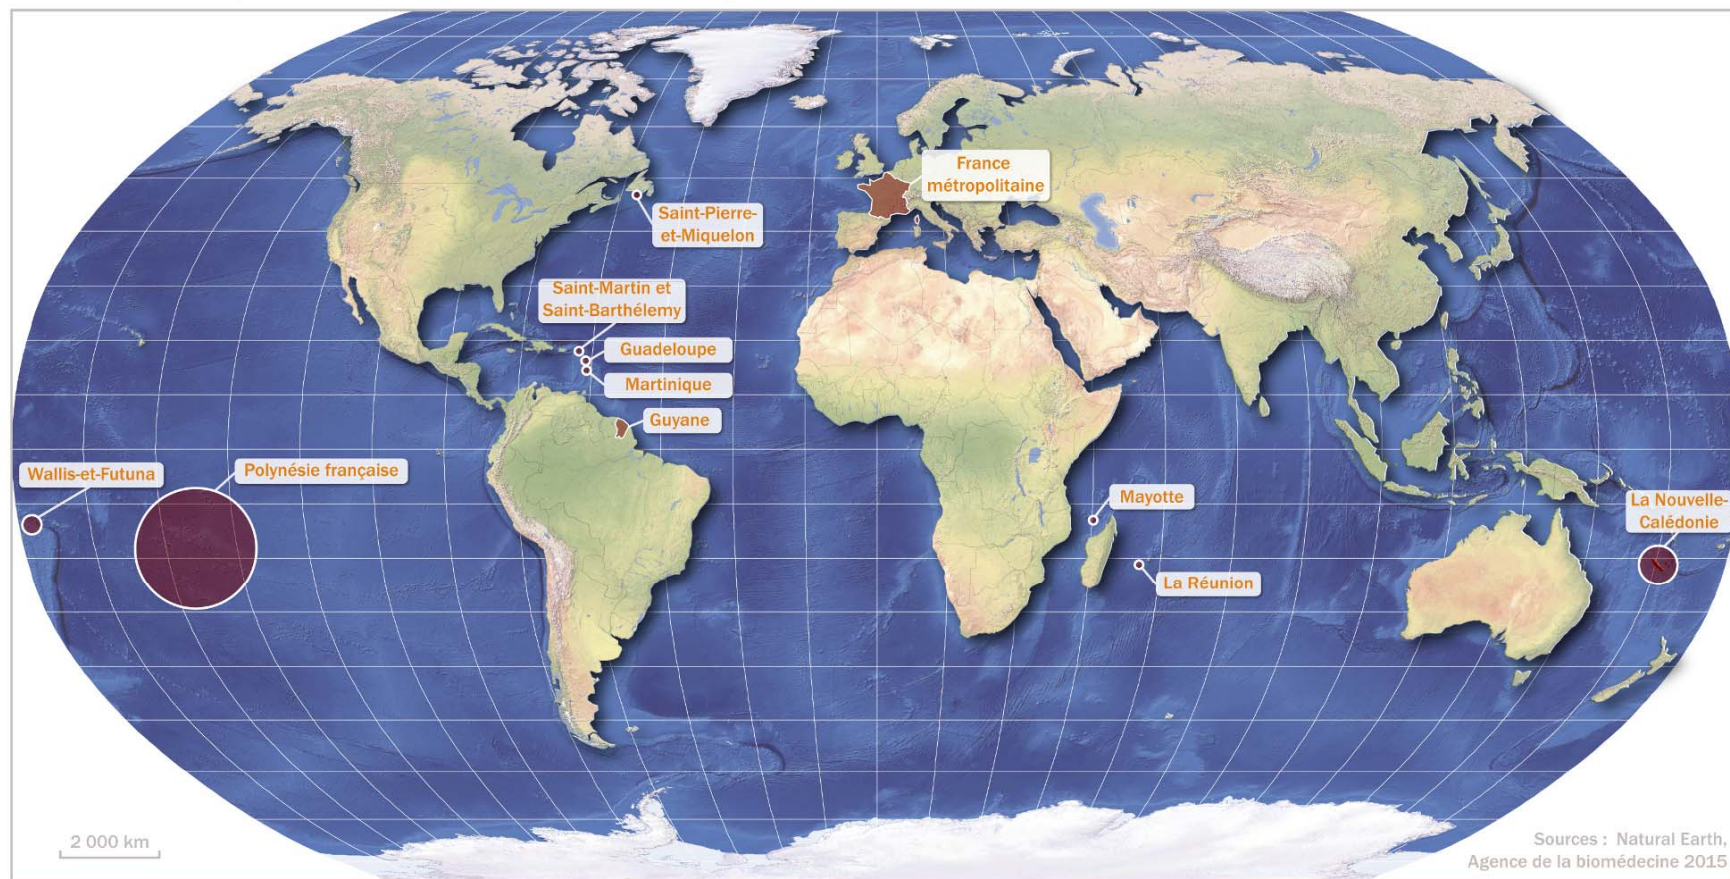 France
métropolitaine
Saint-Pierre-
et-Miquelon
Saint-Martin et
Saint-Barthélemy
Guadeloupe
Martinique
Guyane
Wallis-et-Futuna
Polynésie française
Mayotte
La Nouvelle-
Calédonie
La Réunion
2 000 km
Sources : Natural Earth,
Agence de la biomédecine 2015